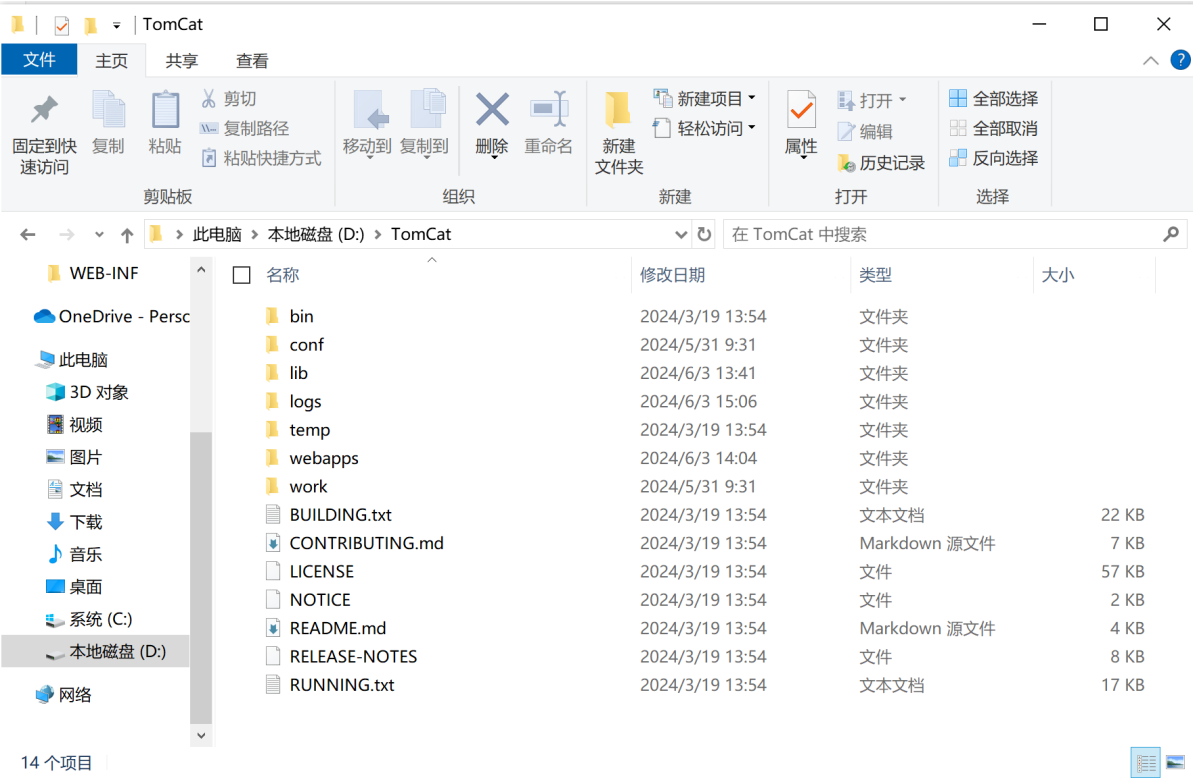 TomCat
文件 主页 共享 查看
固定到快速访问
复制
粘贴
剪切
复制路径
粘贴快捷方式
剪贴板
移动到
复制到
删除
重命名
组织
新建文件夹
新建项目
轻松访问
新建
属性
打开
编辑
历史记录
打开
全部选择
全部取消
反向选择
选择
此电脑 本地磁盘 (D:) TomCat
在 TomCat 中搜索
WEB-INF
OneDrive - Persc
此电脑
3D 对象
视频
图片
文档
下载
音乐
桌面
系统 (C:)
本地磁盘 (D:)
网络
名称 修改日期 类型 大小
bin 2024/3/19 13:54 文件夹
conf 2024/5/31 9:31 文件夹
lib 2024/6/3 13:41 文件夹
logs 2024/6/3 15:06 文件夹
temp 2024/3/19 13:54 文件夹
webapps 2024/6/3 14:04 文件夹
work 2024/5/31 9:31 文件夹
BUILDING.txt 2024/3/19 13:54 文本文档 22 KB
CONTRIBUTING.md 2024/3/19 13:54 Markdown 源文件 7 KB
LICENSE 2024/3/19 13:54 文件 57 KB
NOTICE 2024/3/19 13:54 文件 2 KB
README.md 2024/3/19 13:54 Markdown 源文件 4 KB
RELEASE-NOTES 2024/3/19 13:54 文件 8 KB
RUNNING.txt 2024/3/19 13:54 文本文档 17 KB
14 个项目